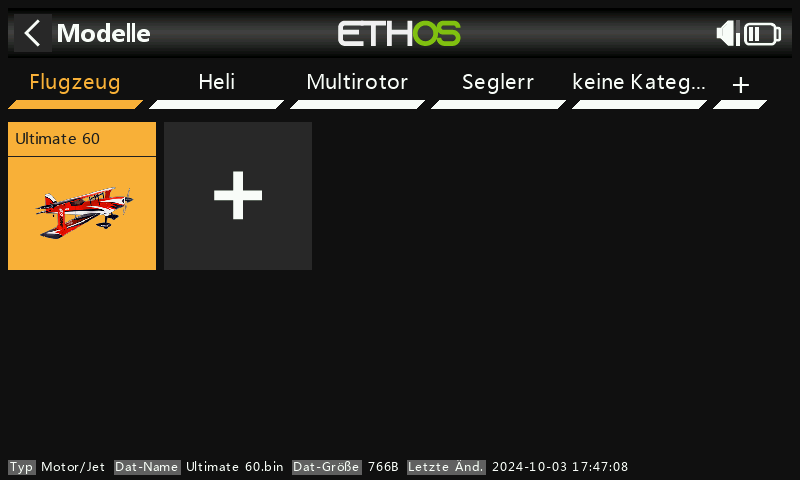 Modelle
ETHOS
Flugzeug Heli Multirotor Seglerr keine Kateg... +
Ultimate 60
Typ Motor/Jet Dat-Name Ultimate 60.bin Dat-Größe 766B Letzte Änd. 2024-10-03 17:47:08